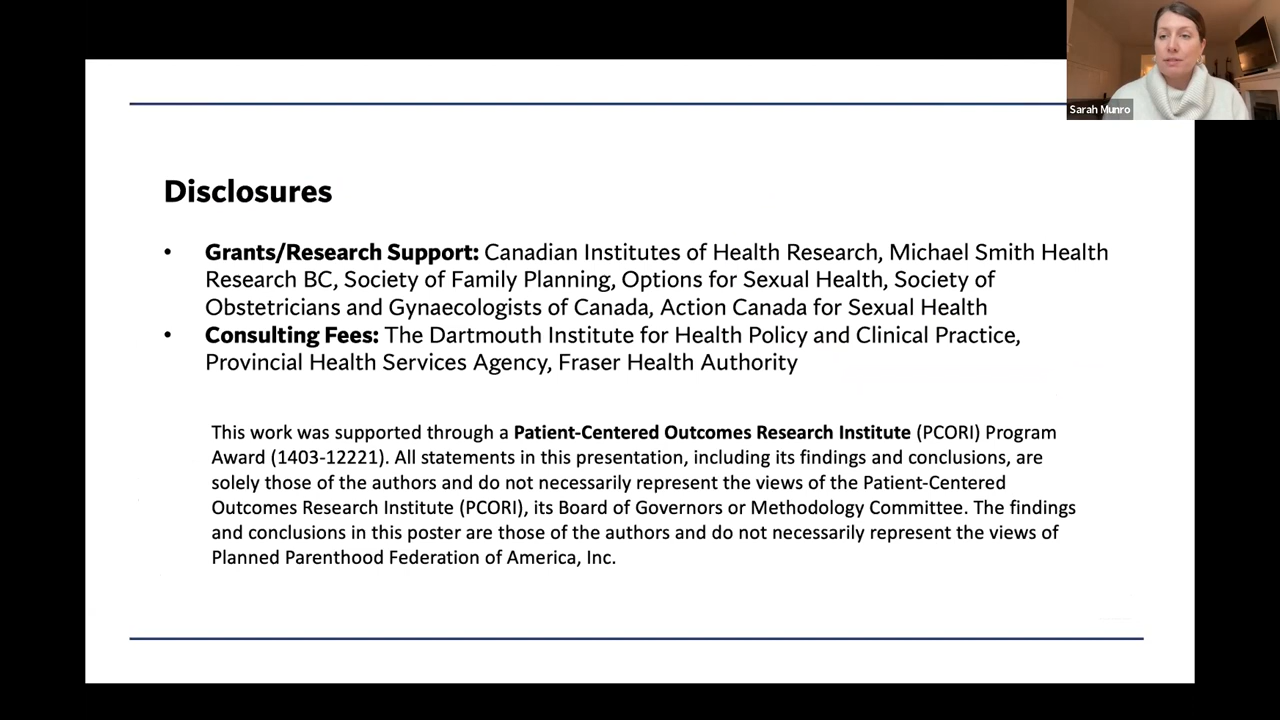 Sarah Munro
Disclosures
• Grants/Research Support: Canadian Institutes of Health Research, Michael Smith Health
Research BC, Society of Family Planning, Options for Sexual Health, Society of
Obstetricians and Gynaecologists of Canada, Action Canada for Sexual Health
• Consulting Fees: The Dartmouth Institute for Health Policy and Clinical Practice,
Provincial Health Services Agency, Fraser Health Authority
This work was supported through a Patient-Centered Outcomes Research Institute (PCORI) Program
Award (1403-12221). All statements in this presentation, including its findings and conclusions, are
solely those of the authors and do not necessarily represent the views of the Patient-Centered
Outcomes Research Institute (PCORI), its Board of Governors or Methodology Committee. The findings
and conclusions in this poster are those of the authors and do not necessarily represent the views of
Planned Parenthood Federation of America, Inc.